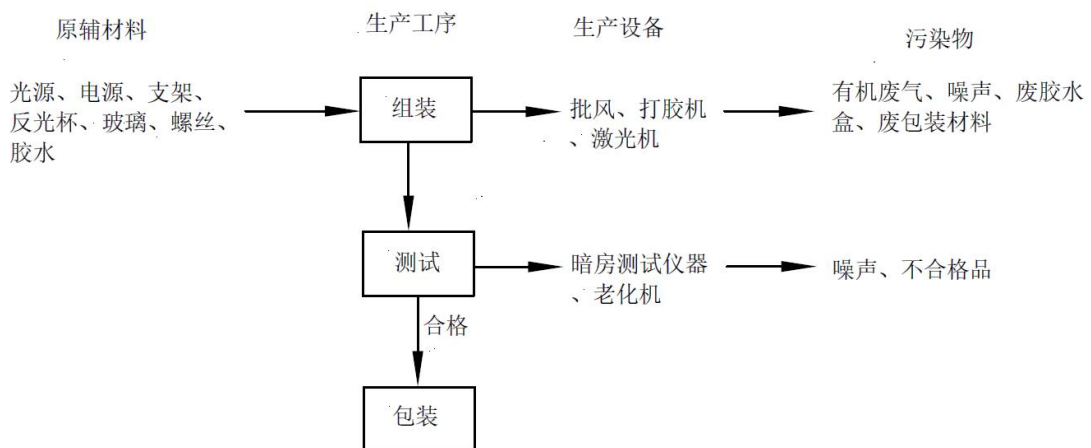 原辅材料
生产工序
生产设备
污染物
光源、电源、支架、
反光杯、玻璃、螺丝、
胶水
组装
批风、打胶机
、激光机
有机废气、噪声、废胶水
盒、废包装材料
测试
暗房测试仪器
、老化机
噪声、不合格品
合格
包装